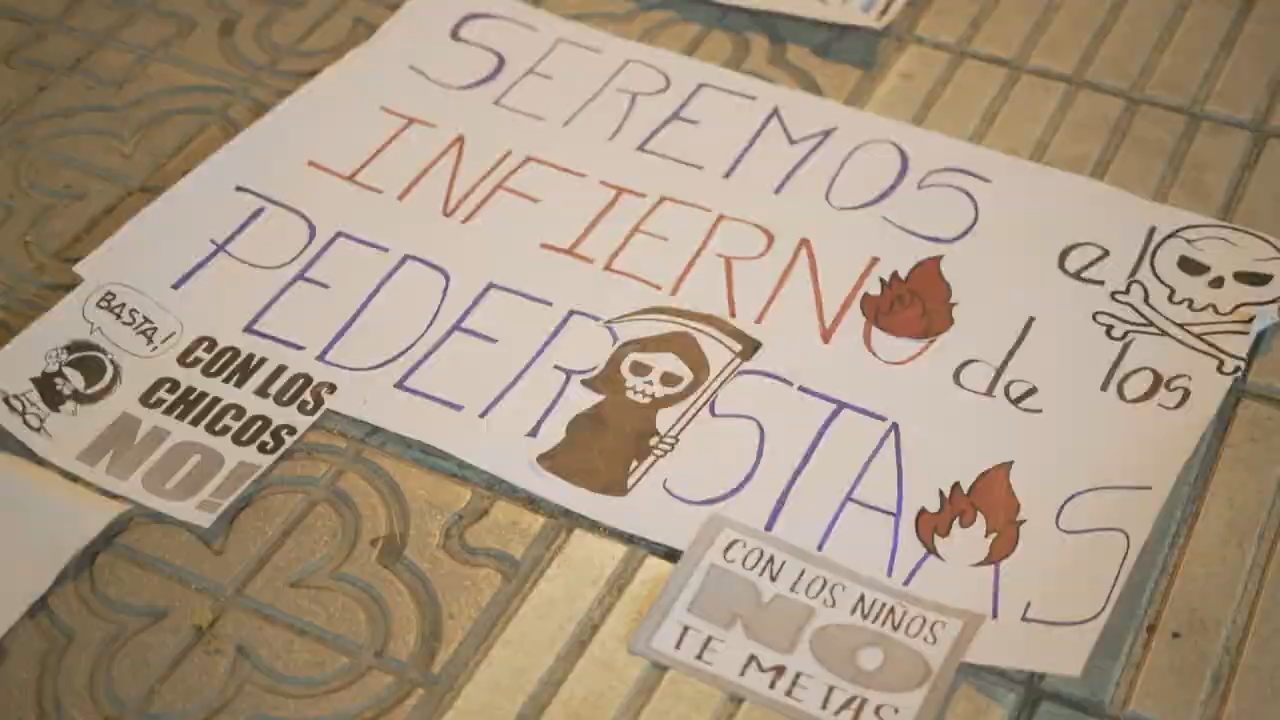 SEREMOS
el
INFIERNO
de los
PEDERASTAS
BASTA!
CON LOS
CHICOS
NO!
CON LOS NIÑOS
NO
TE METAS